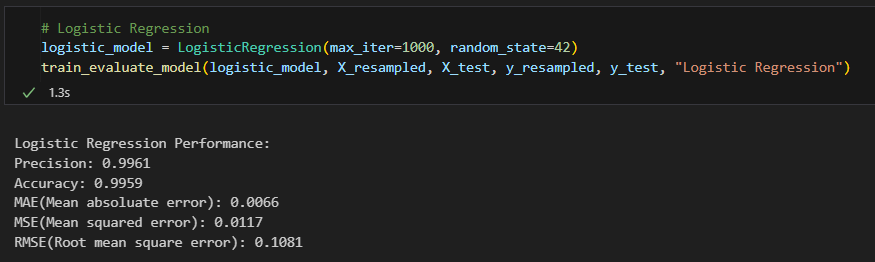 # Logistic Regression
logistic_model = LogisticRegression(max_iter=1000, random_state=42)
train_evaluate_model(logistic_model, X_resampled, X_test, y_resampled, y_test, "Logistic Regression")
✓ 1.3s
Logistic Regression Performance:
Precision: 0.9961
Accuracy: 0.9959
MAE(Mean absoluate error): 0.0066
MSE(Mean squared error): 0.0117
RMSE(Root mean square error): 0.1081